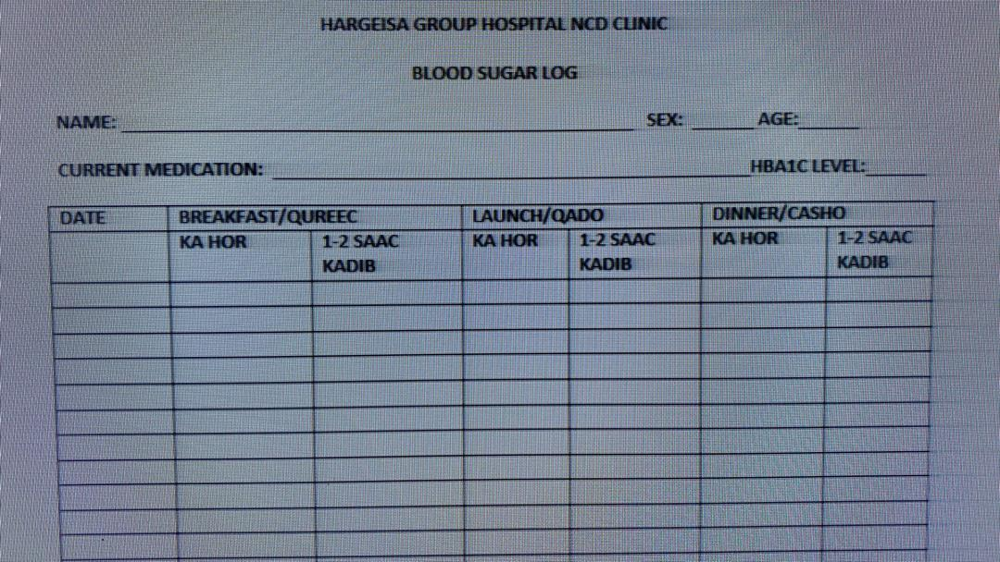 HARGEISA GROUP HOSPITAL NCD CLINIC
BLOOD SUGAR LOG
NAME: SEX: AGE:
CURRENT MEDICATION: HBA1C LEVEL:
DATE BREAKFAST/QUREEC LAUNCH/QADO DINNER/CASHO
KA HOR 1-2 SAAC KADIB KA HOR 1-2 SAAC KADIB KA HOR 1-2 SAAC KADIB